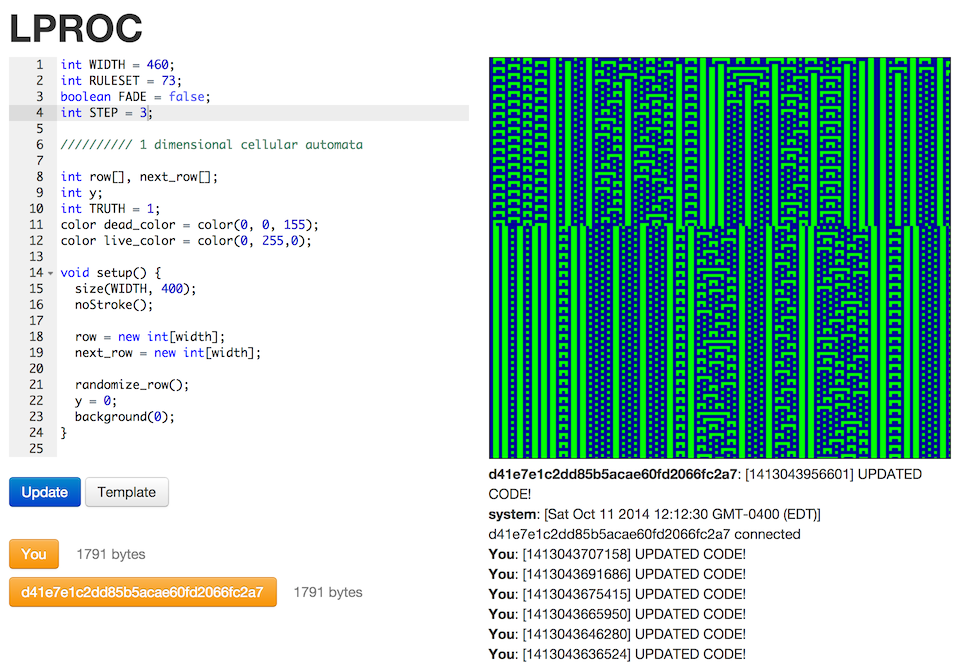 LPROC
1 int WIDTH = 460;
2 int RULESET = 73;
3 boolean FADE = false;
4 int STEP = 3;
5
6 ////////// 1 dimensional cellular automata
7
8 int row[], next_row[];
9 int y;
10 int TRUTH = 1;
11 color dead_color = color(0, 0, 155);
12 color live_color = color(0, 255,0);
13
14 void setup() {
15   size(WIDTH, 400);
16   noStroke();
17
18   row = new int[width];
19   next_row = new int[width];
20
21   randomize_row();
22   y = 0;
23   background(0);
24 }
25
Update Template
You 1791 bytes
d41e7e1c2dd85b5acae60fd2066fc2a7 1791 bytes
d41e7e1c2dd85b5acae60fd2066fc2a7: [1413043956601] UPDATED
CODE!
system: [Sat Oct 11 2014 12:12:30 GMT-0400 (EDT)]
d41e7e1c2dd85b5acae60fd2066fc2a7 connected
You: [1413043707158] UPDATED CODE!
You: [1413043691686] UPDATED CODE!
You: [1413043675415] UPDATED CODE!
You: [1413043665950] UPDATED CODE!
You: [1413043646280] UPDATED CODE!
You: [1413043636524] UPDATED CODE!